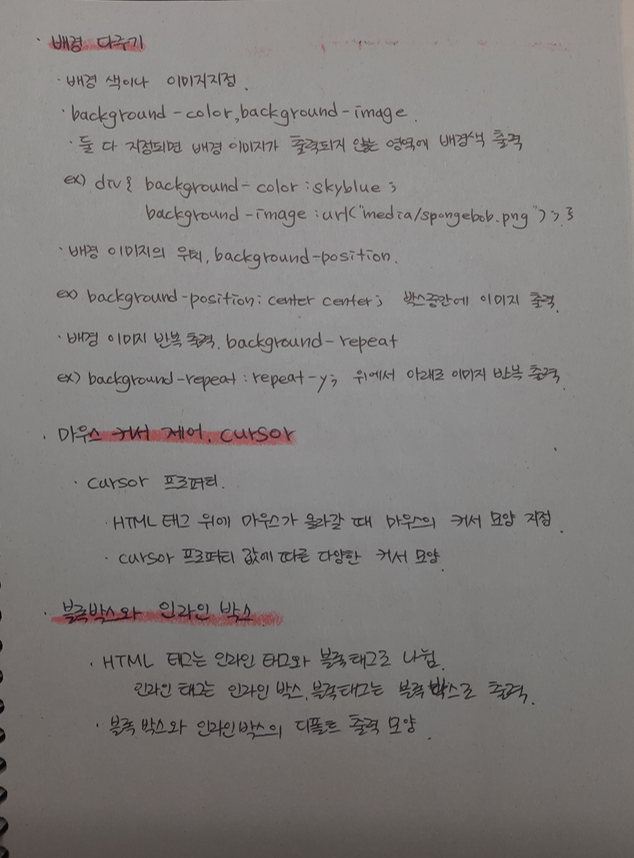 · 배경 다루기
· 배경 색이나 이미지지정
· background-color, background-image.
· 둘 다 지정되면 배경 이미지가 출력되지 않는 영역에 배경색 출력
ex) div { background-color : skyblue ;
background-image : url("media/spongebob.png") ; }
· 배경 이미지의 위치, background-position.
ex) background-position : center center ; 박스중간에 이미지 출력.
· 배경 이미지 반복 출력. background-repeat
ex) background-repeat : repeat-y ; 위에서 아래로 이미지 반복 출력.
· 마우스 커서 제어, cursor
· cursor 프로퍼티.
· HTML 태그 위에 마우스가 올라갈 때 마우스의 커서 모양 지정.
· cursor 프로퍼티 값에 따른 다양한 커서 모양.
· 블록박스와 인라인 박스.
· HTML 태그는 인라인 태그와 블록태그로 나뉨.
인라인 태그는 인라인 박스, 블록태그는 블록박스로 출력.
· 블록 박스와 인라인박스의 디폴트 출력 모양.